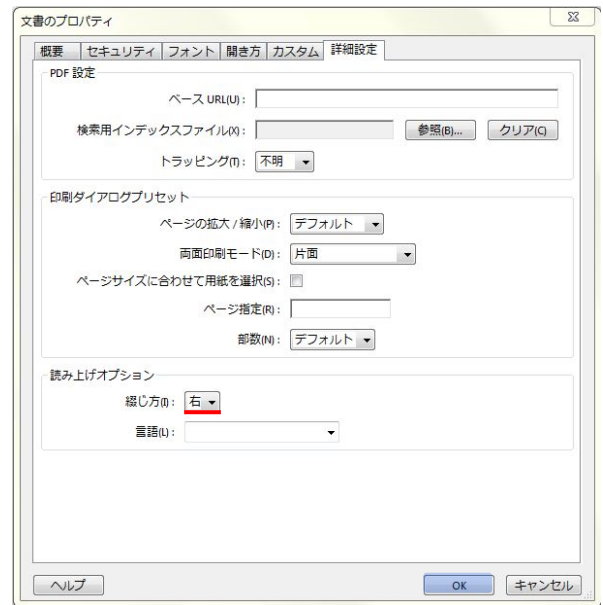 文書のプロパティ
概要 セキュリティ フォント 開き方 カスタム 詳細設定
PDF 設定
ベース URL(U):
検索用インデックスファイル(X): 参照(B)... クリア(C)
トラッピング(T): 不明
印刷ダイアログプリセット
ページの拡大 / 縮小(P): デフォルト
両面印刷モード(D): 片面
ページサイズに合わせて用紙を選択(S):
ページ指定(R):
部数(N): デフォルト
読み上げオプション
綴じ方(I): 右
言語(L):
ヘルプ OK キャンセル